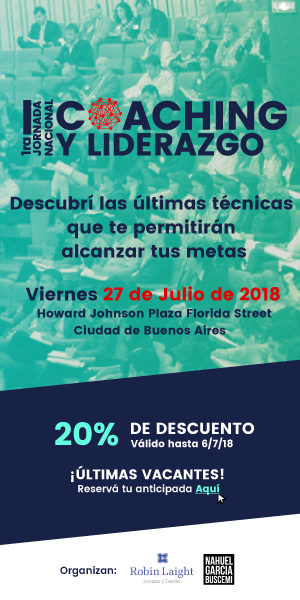 1ra JORNADA NACIONAL
COACHING
Y LIDERAZGO
Descubrí las últimas técnicas
que te permitirán
alcanzar tus metas
Viernes 27 de Julio de 2018
Howard Johnson Plaza Florida Street
Ciudad de Buenos Aires
20% DE DESCUENTO
Válido hasta 6/7/18
¡ÚLTIMAS VACANTES!
Reservá tu anticipada Aquí
Organizan:
Robin Laight
Jornadas y Eventos
NAHUEL
GARCIA
BUSCEMI